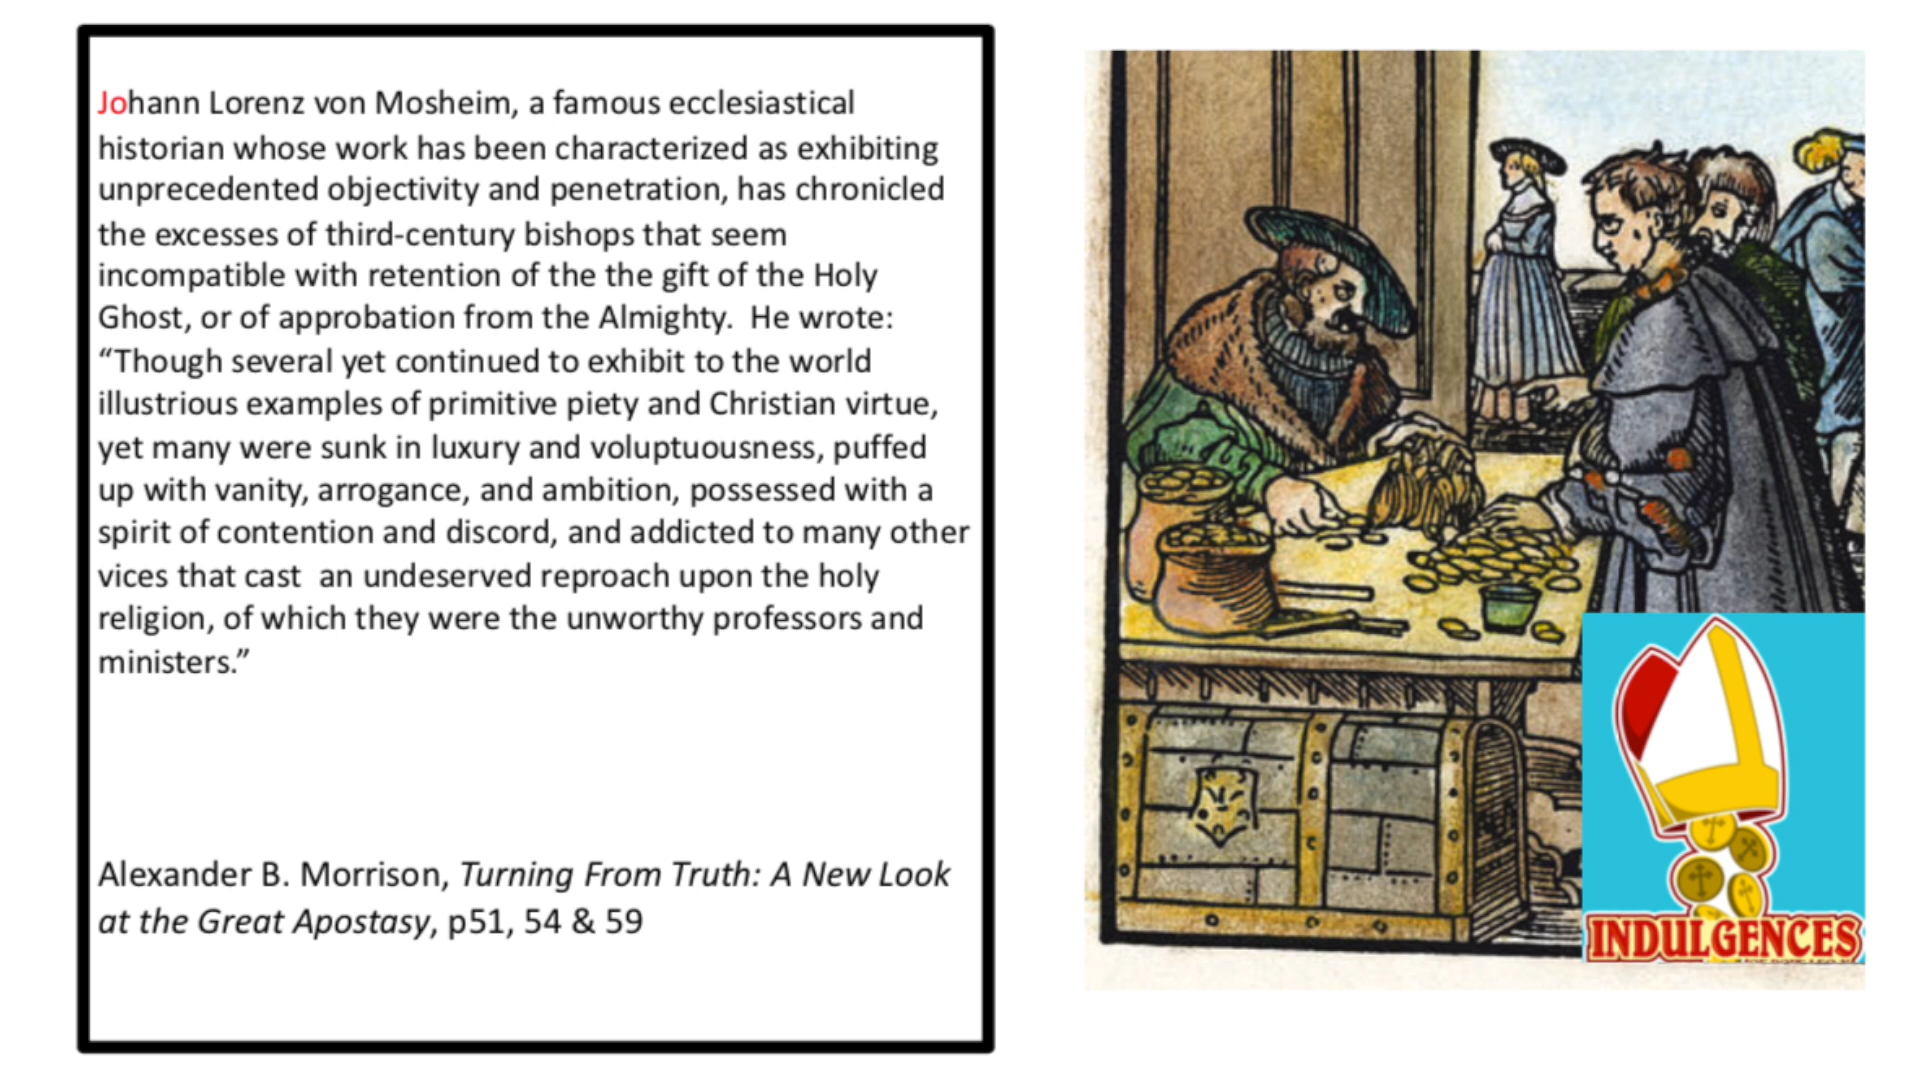 Johann Lorenz von Mosheim, a famous ecclesiastical
historian whose work has been characterized as exhibiting
unprecedented objectivity and penetration, has chronicled
the excesses of third-century bishops that seem
incompatible with retention of the the gift of the Holy
Ghost, or of approbation from the Almighty.  He wrote:
“Though several yet continued to exhibit to the world
illustrious examples of primitive piety and Christian virtue,
yet many were sunk in luxury and voluptuousness, puffed
up with vanity, arrogance, and ambition, possessed with a
spirit of contention and discord, and addicted to many other
vices that cast  an undeserved reproach upon the holy
religion, of which they were the unworthy professors and
ministers.”
Alexander B. Morrison, Turning From Truth: A New Look
at the Great Apostasy, p51, 54 & 59
INDULGENCES